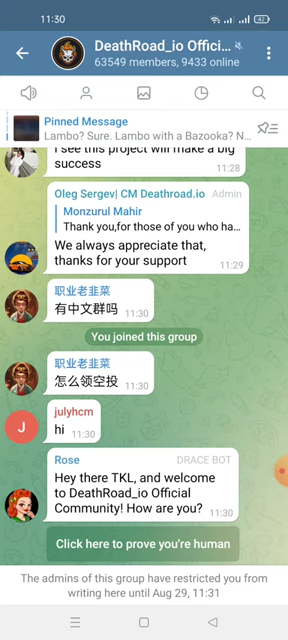 11:30
42
DeathRoad_io Offici...
63549 members, 9433 online
Pinned Message
Lambo? Sure. Lambo with a Bazooka? N...
I see this project will make a big
success
11:28
Oleg Sergev| CM Deathroad.io Admin
Monzurul Mahir
Thank you,for those of you who ha...
We always appreciate that,
thanks for your support
11:29
职业老韭菜
有中文群吗 11:30
You joined this group
职业老韭菜
怎么领空投 11:30
J
julyhcm
hi 11:30
Rose DRACE BOT
Hey there TKL, and welcome
to DeathRoad_io Official
Community! How are you? 11:30
Click here to prove you're human
The admins of this group have restricted you from
writing here until Aug 29, 11:31